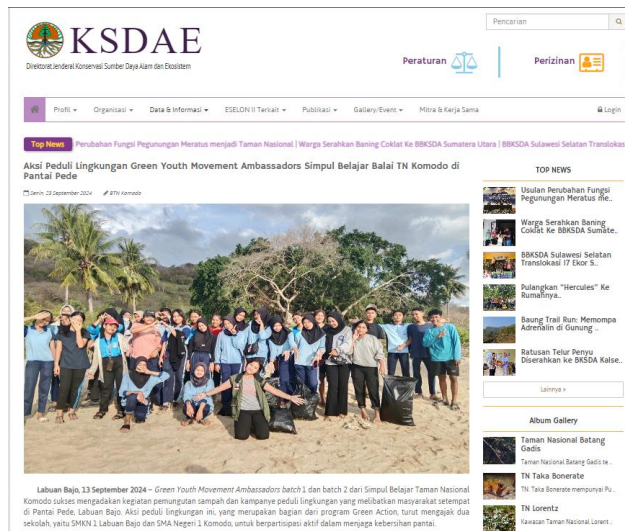 Pencarian
KSDAE
Direktorat Jenderal Konservasi Sumber Daya Alam dan Ekosistem
Peraturan
Perizinan
Profil
Organisasi
Data & Informasi
ESELON II Terkait
Publikasi
Gallery/Event
Mitra & Kerja Sama
Login
Top News
Perubahan Fungsi Pegunungan Meratus menjadi Taman Nasional | Warga Serahkan Baning Coklat Ke BBKSDA Sumatera Utara | BBKSDA Sulawesi Selatan Translokas
Aksi Peduli Lingkungan Green Youth Movement Ambassadors Simpul Belajar Balai TN Komodo di
Pantai Pede
Senin, 23 September 2024
BTN Komodo
Labuan Bajo, 13 September 2024 – Green Youth Movement Ambassadors batch 1 dan batch 2 dari Simpul Belajar Taman Nasional
Komodo sukses mengadakan kegiatan pemungutan sampah dan kampanye peduli lingkungan yang melibatkan masyarakat setempat
di Pantai Pede, Labuan Bajo. Aksi peduli lingkungan ini, yang merupakan bagian dari program Green Action, turut mengajak dua
sekolah, yaitu SMKN 1 Labuan Bajo dan SMA Negeri 1 Komodo, untuk berpartisipasi aktif dalam menjaga kebersihan pantai.
TOP NEWS
Usulan Perubahan Fungsi
Pegunungan Meratus me..
Warga Serahkan Baning
Coklat Ke BBKSDA Sumate..
BBKSDA Sulawesi Selatan
Translokasi 17 Ekor S..
Pulangkan "Hercules" Ke
Rumahnya..
Baung Trail Run: Memompa
Adrenalin di Gunung ..
Ratusan Telur Penyu
Diserahkan ke BKSDA Kalse..
Lainnya »
Album Gallery
Taman Nasional Batang
Gadis
Taman Nasional Batang Gadis te ..
TN Taka Bonerate
TN. Taka Bonerate mempunyai Pu ..
TN Lorentz
Kawasan Taman Nasional Lorent ..